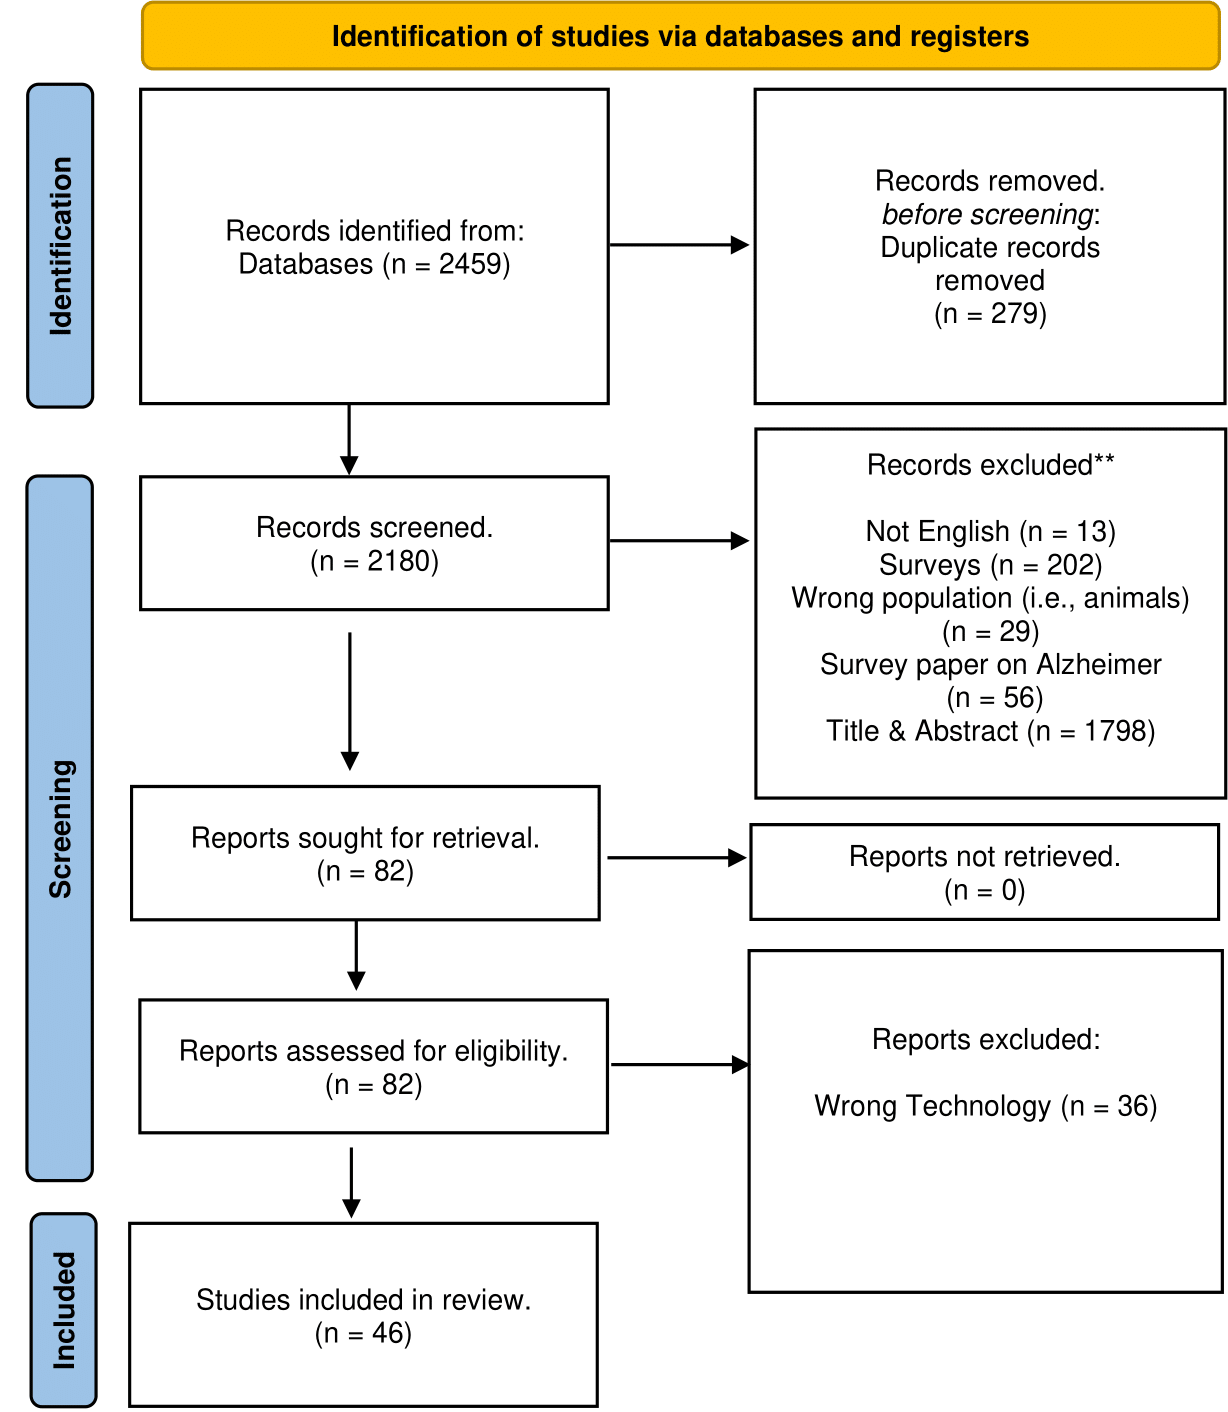 Identification of studies via databases and registers
Identification
Records identified from:
Databases (n = 2459)
Records removed.
before screening:
Duplicate records
removed
(n = 279)
Screening
Records screened.
(n = 2180)
Records excluded**
Not English (n = 13)
Surveys (n = 202)
Wrong population (i.e., animals)
(n = 29)
Survey paper on Alzheimer
(n = 56)
Title & Abstract (n = 1798)
Reports sought for retrieval.
(n = 82)
Reports not retrieved.
(n = 0)
Reports assessed for eligibility.
(n = 82)
Reports excluded:
Wrong Technology (n = 36)
Included
Studies included in review.
(n = 46)